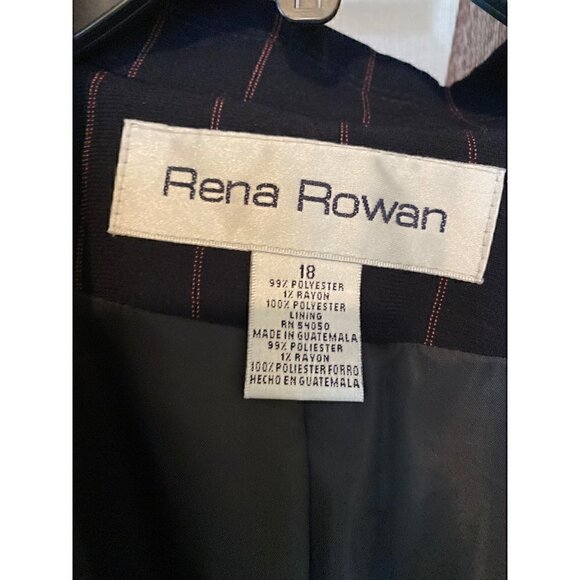 Rena Rowan
18
99% POLYESTER
1% RAYON
100% POLYESTER
LINING
RN 54050
MADE IN GUATEMALA
99% POLIESTER
1% RAYON
100% POLIESTER FORRO
HECHO EN GUATEMALA